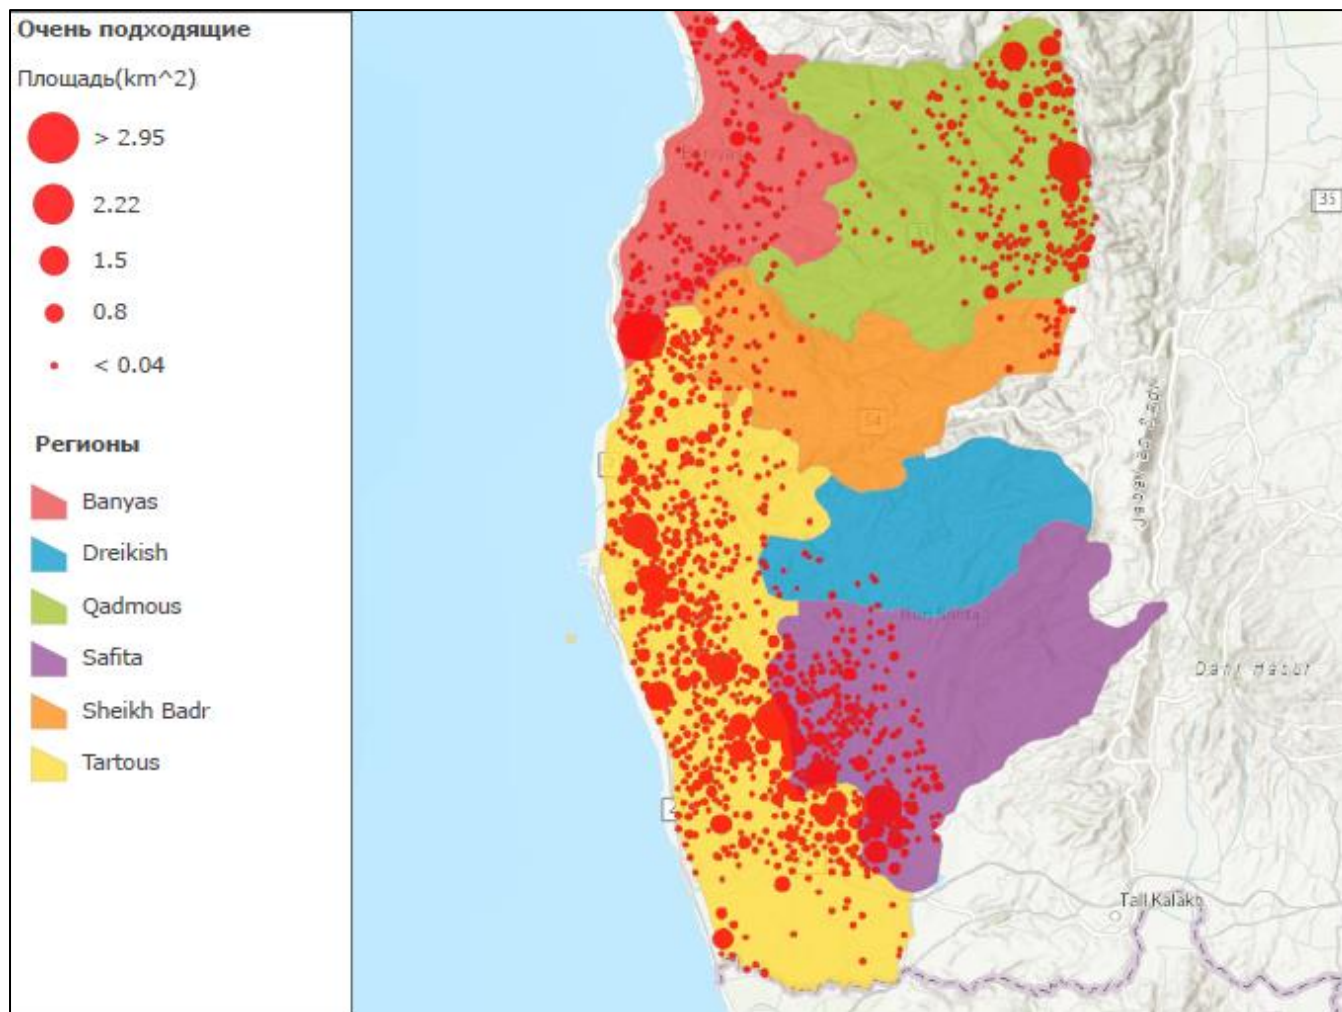 Очень подходящие
Площадь(km^2)
> 2.95
2.22
1.5
0.8
< 0.04
Регионы
Banyas
Dreikish
Qadmous
Safita
Sheikh Badr
Tartous
35
54
Tall Kalakh